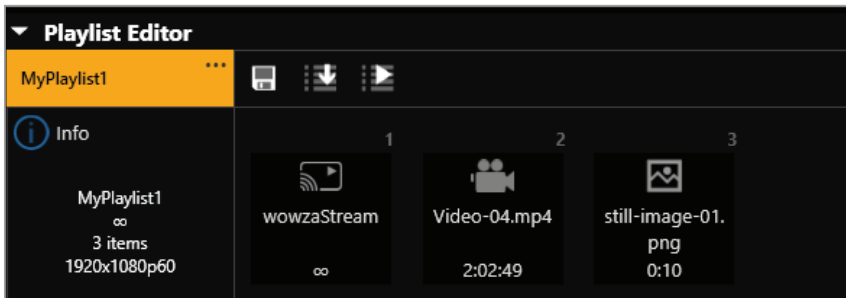 Playlist Editor
MyPlaylist1
...
i Info
MyPlaylist1
∞
3 items
1920x1080p60
1
wowzaStream
∞
2
Video-04.mp4
2:02:49
3
still-image-01.
png
0:10